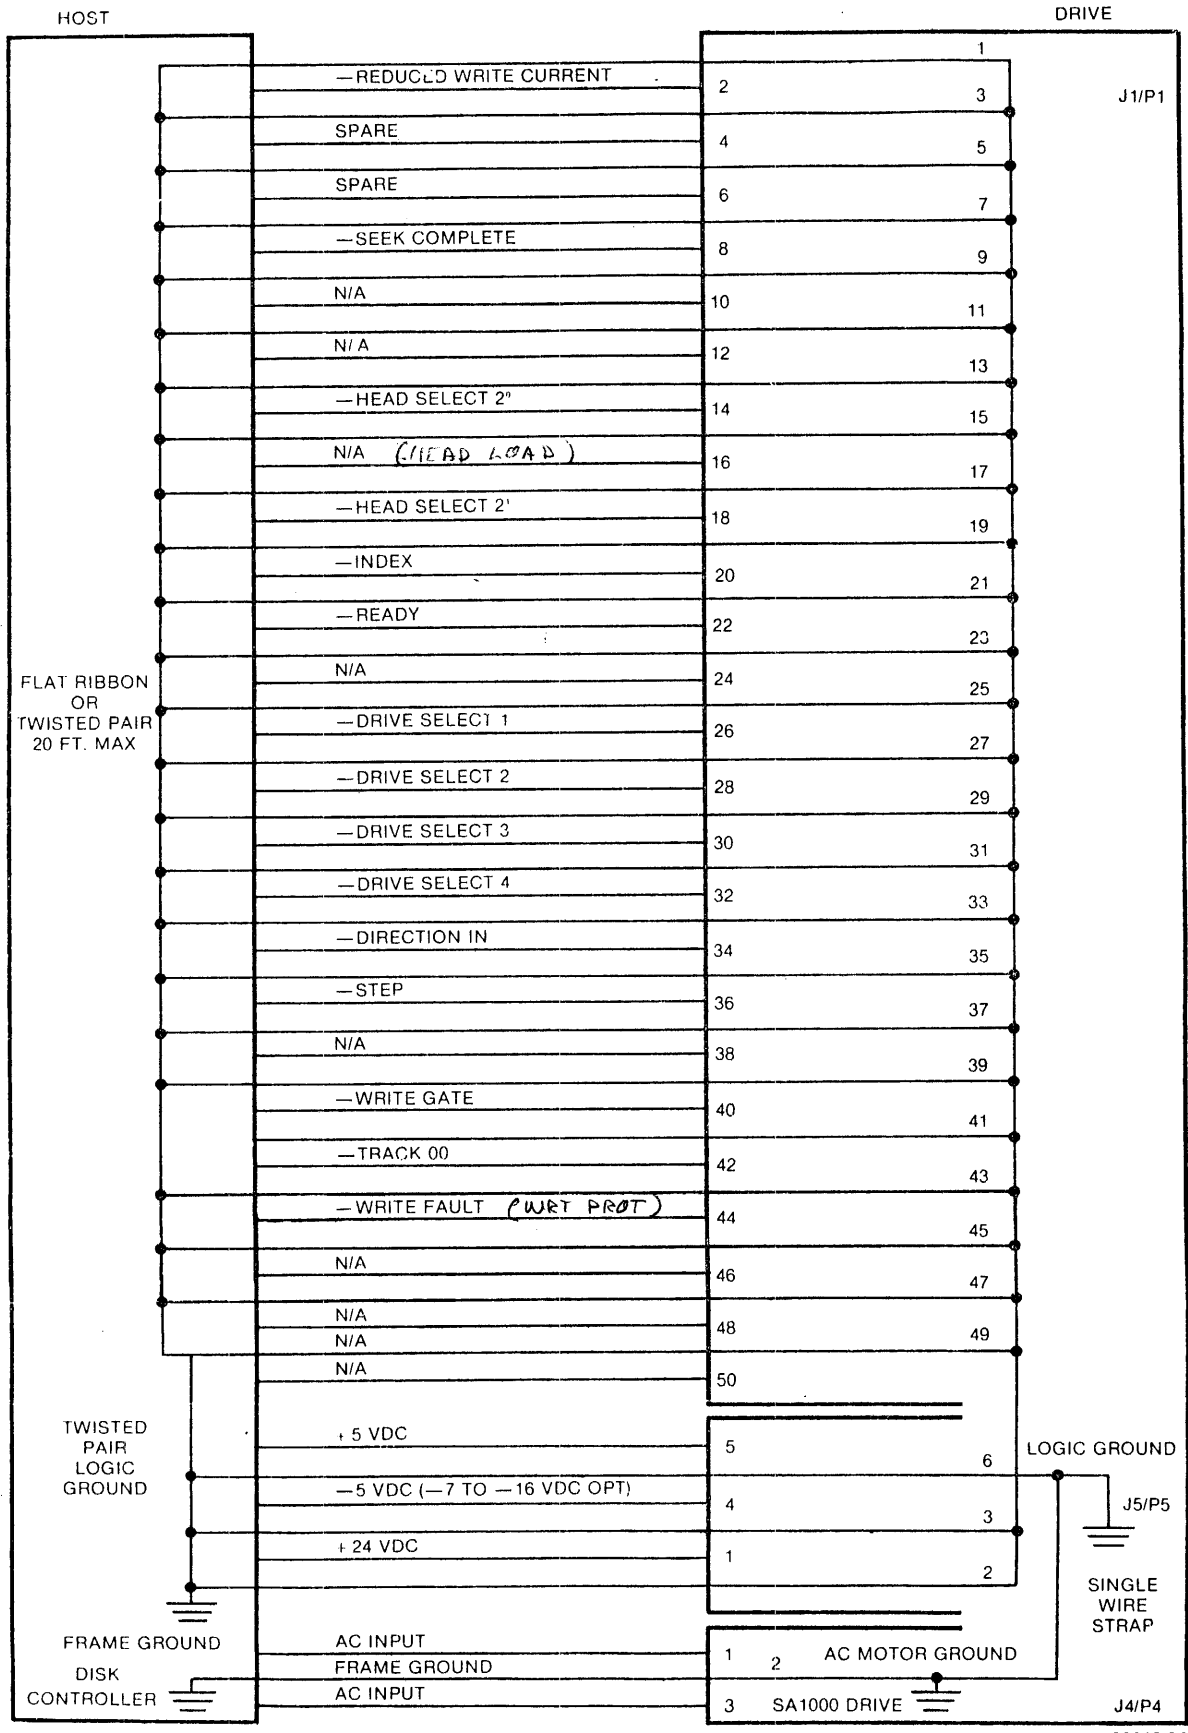 HOST
DRIVE
1
—REDUCED WRITE CURRENT
2
3
J1/P1
SPARE
4
5
SPARE
6
7
—SEEK COMPLETE
8
9
N/A
10
11
N/A
12
13
—HEAD SELECT 2⁰
14
15
N/A (HEAD LOAD)
16
17
—HEAD SELECT 2¹
18
19
—INDEX
20
21
—READY
22
23
N/A
24
25
FLAT RIBBON
OR
TWISTED PAIR
20 FT. MAX
—DRIVE SELECT 1
26
27
—DRIVE SELECT 2
28
29
—DRIVE SELECT 3
30
31
—DRIVE SELECT 4
32
33
—DIRECTION IN
34
35
—STEP
36
37
N/A
38
39
—WRITE GATE
40
41
—TRACK 00
42
43
—WRITE FAULT (WRT PROT)
44
45
N/A
46
47
N/A
48
49
N/A
N/A
50
TWISTED
PAIR
LOGIC
GROUND
+ 5 VDC
5
6
LOGIC GROUND
—5 VDC (—7 TO —16 VDC OPT)
4
3
J5/P5
+ 24 VDC
1
2
SINGLE
WIRE
STRAP
FRAME GROUND
AC INPUT
1
2
AC MOTOR GROUND
FRAME GROUND
DISK
CONTROLLER
AC INPUT
3
SA1000 DRIVE
J4/P4